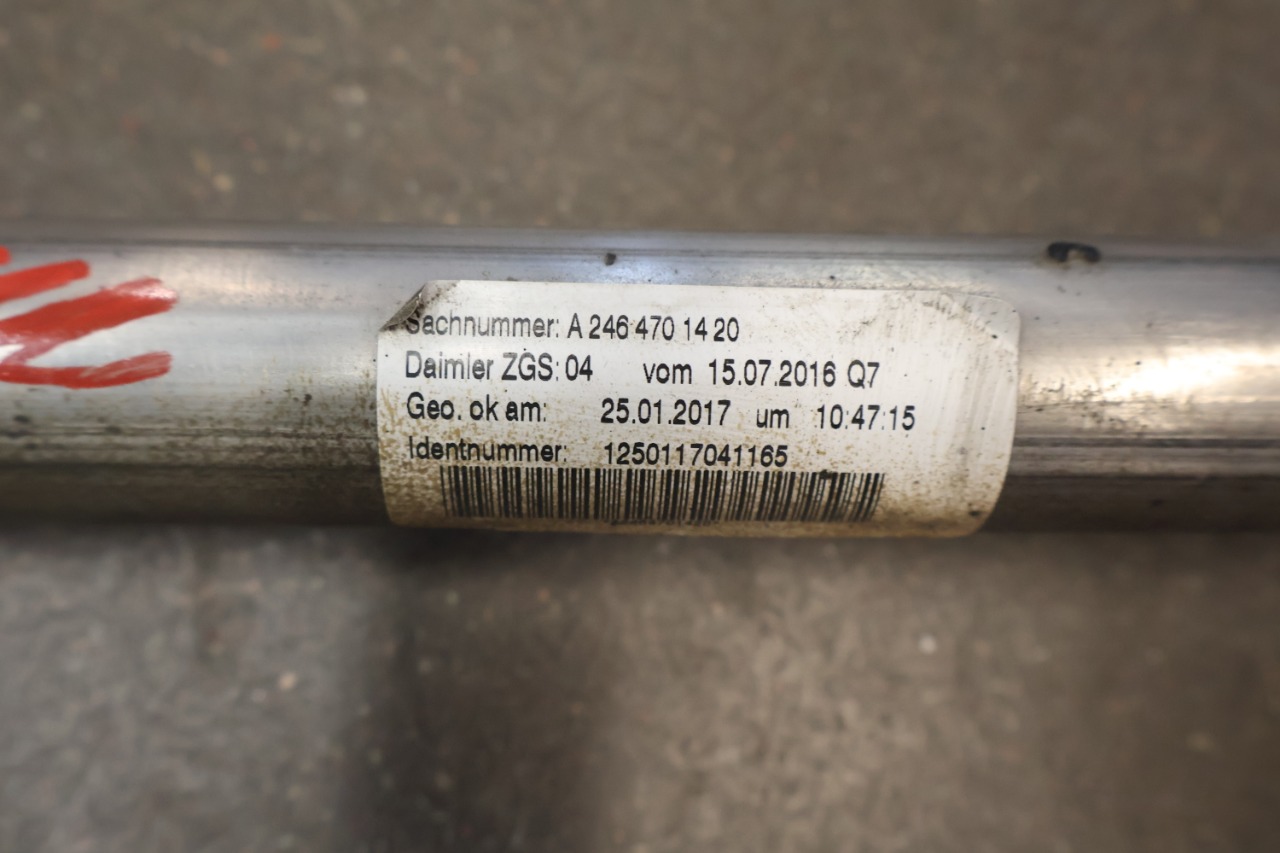 Sachnummer: A 246 470 14 20
Daimler ZGS: 04 vom 15.07.2016 Q7
Geo. ok am: 25.01.2017 um 10:47:15
Identnummer: 1250117041165